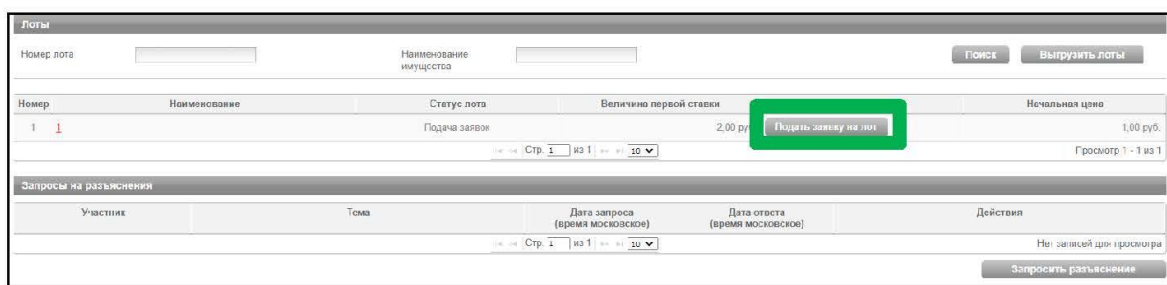 Лоты
Номер лота
Наименование имущества
Поиск
Выгрузить лоты
Номер Наименование Статус лота Величина первой ставки Начальная цена
1 1 Подача заявок 2,00 ру Подать заявку на лот 1,00 руб.
Стр. 1 из 1 10 Просмотр 1 - 1 из 1
Запросы на разъяснения
Участник Тема Дата запроса (время московское) Дата ответа (время московское) Действия
Стр. 1 из 1 10 Нет записей для просмотра
Запросить разъяснение